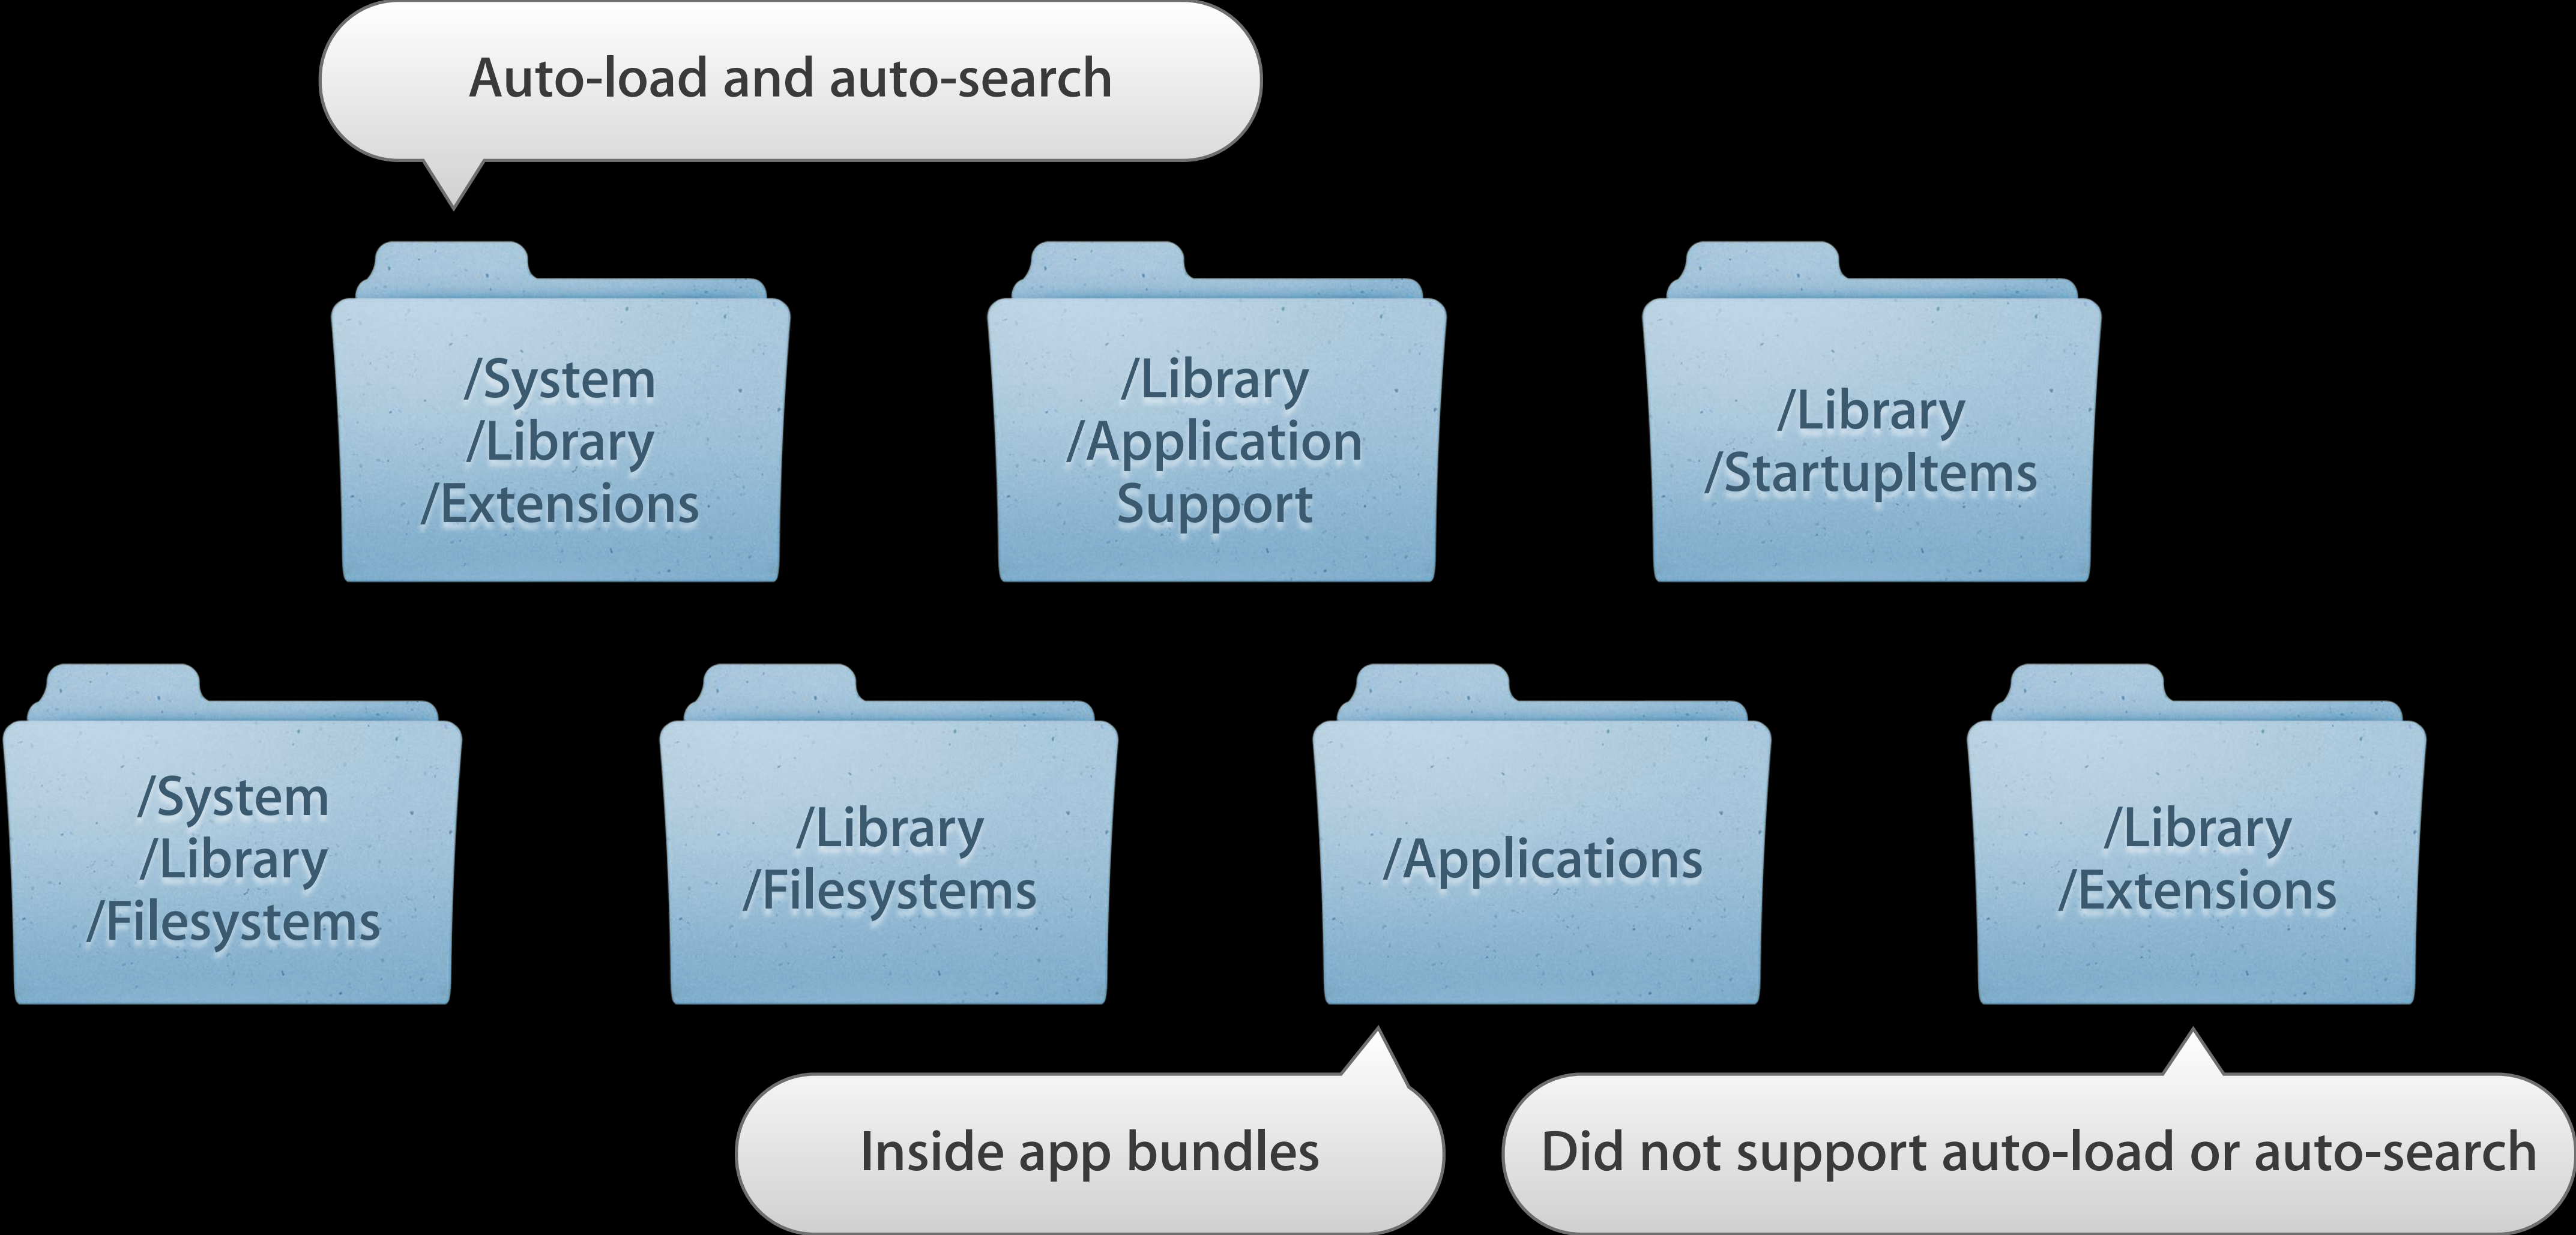 Auto-load and auto-search
/System
/Library
/Extensions
/Library
/Application
Support
/Library
/StartupItems
/System
/Library
/Filesystems
/Library
/Filesystems
/Applications
/Library
/Extensions
Inside app bundles
Did not support auto-load or auto-search